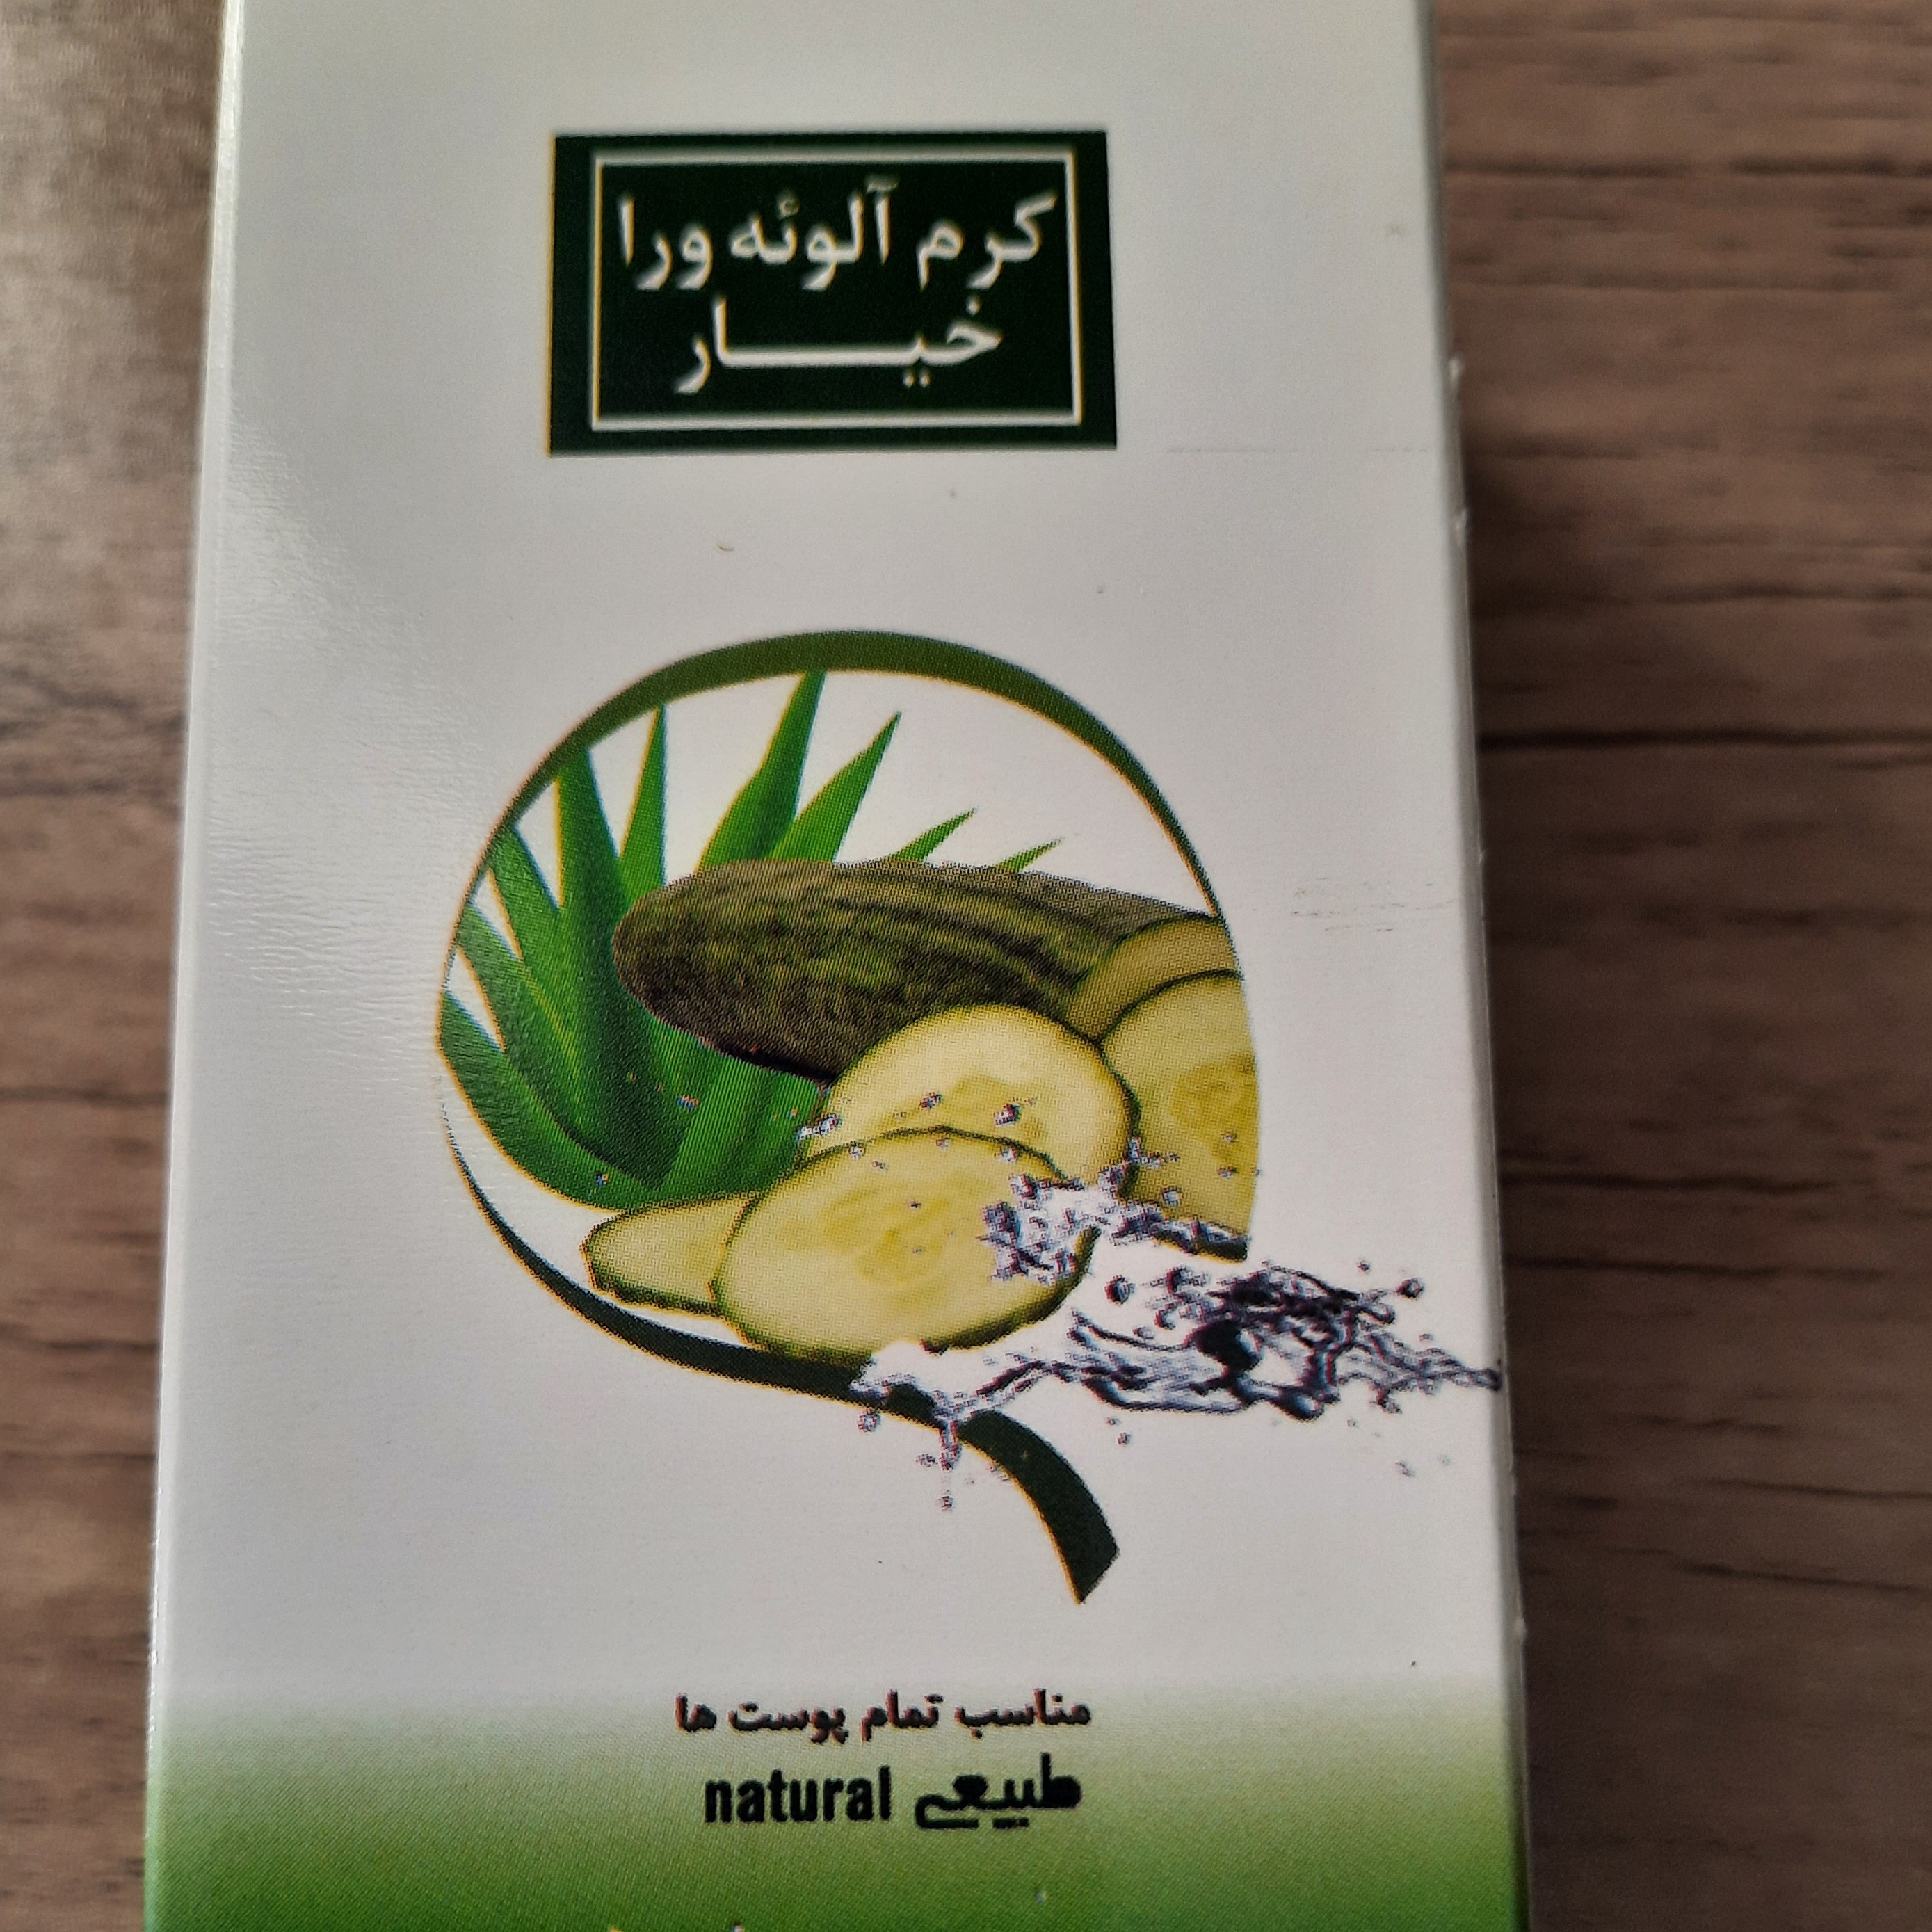 کرم آلوئه ورا
خیار
مناسب تمام پوست ها
طبیعی natural